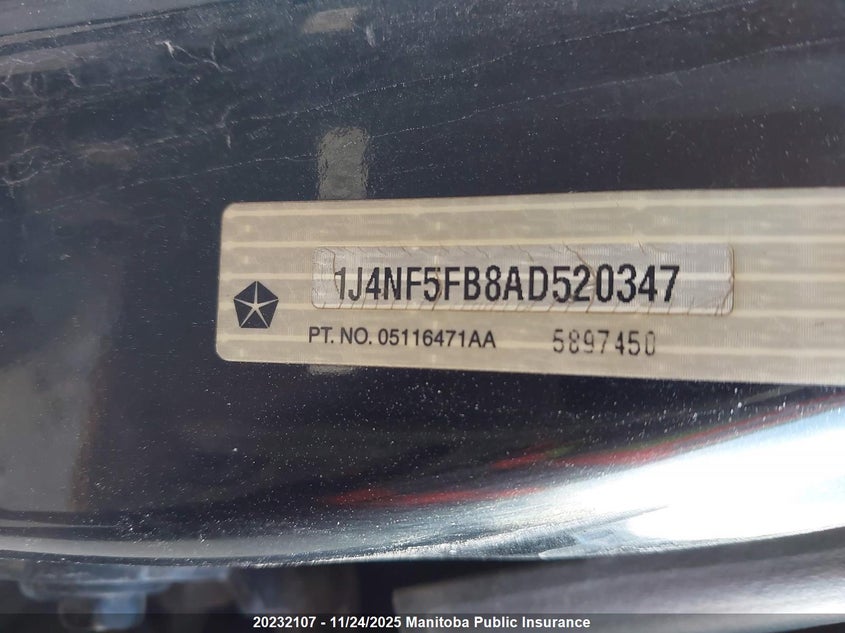 1J4NF5FB8AD520347
PT. NO. 05116471AA 5897450
20232107 - 11/24/2025 Manitoba Public Insurance